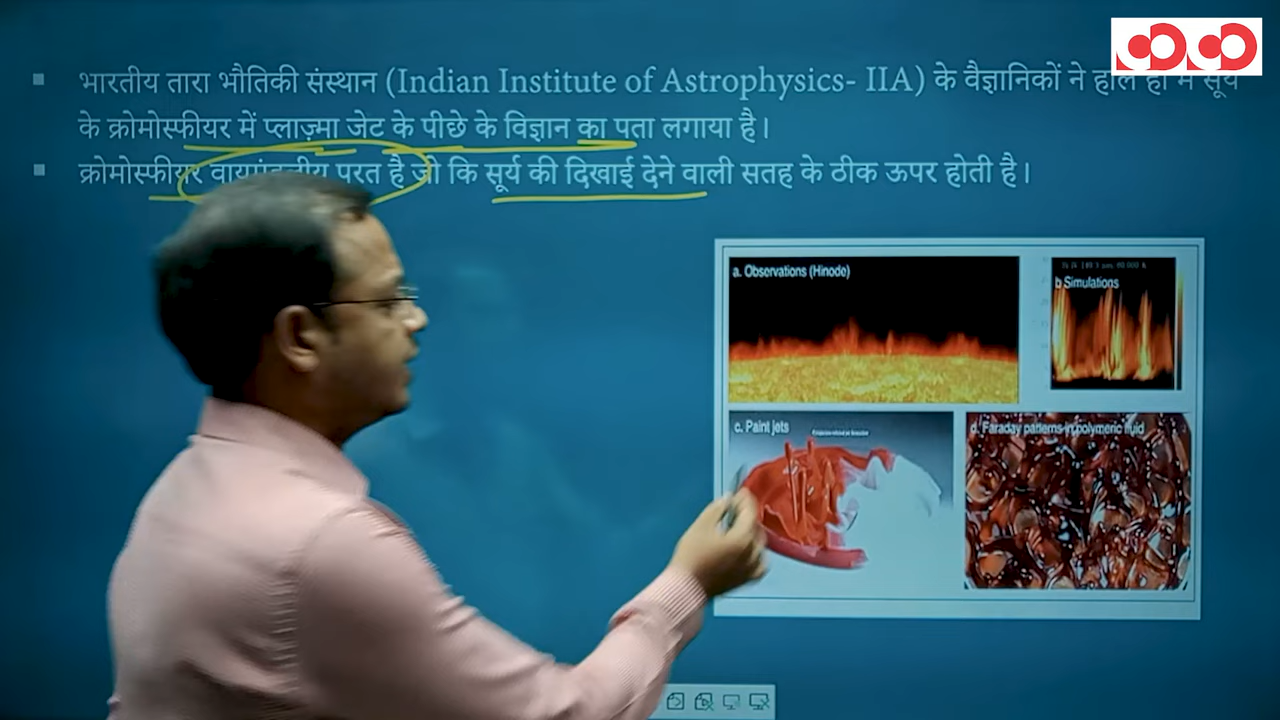 भारतीय तारा भौतिकी संस्थान (Indian Institute of Astrophysics- IIA) के वैज्ञानिकों ने हाल ही में सूर्य
के क्रोमोस्फीयर में प्लाज़्मा जेट के पीछे के विज्ञान का पता लगाया है।
क्रोमोस्फीयर वायुमंडलीय परत है जो कि सूर्य की दिखाई देने वाली सतह के ठीक ऊपर होती है।
a. Observations (Hinode)
b Simulations
c. Paint jets
d. Faraday patterns in polymeric fluid